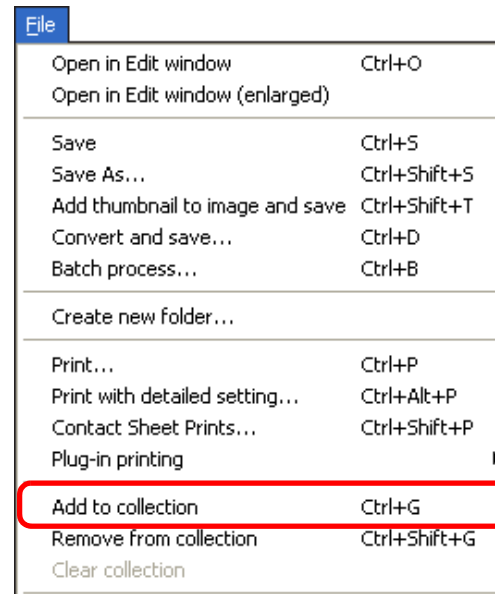 File
Open in Edit window Ctrl+O
Open in Edit window (enlarged)
Save Ctrl+S
Save As... Ctrl+Shift+S
Add thumbnail to image and save Ctrl+Shift+T
Convert and save... Ctrl+D
Batch process... Ctrl+B
Create new folder...
Print... Ctrl+P
Print with detailed setting... Ctrl+Alt+P
Contact Sheet Prints... Ctrl+Shift+P
Plug-in printing
Add to collection Ctrl+G
Remove from collection Ctrl+Shift+G
Clear collection